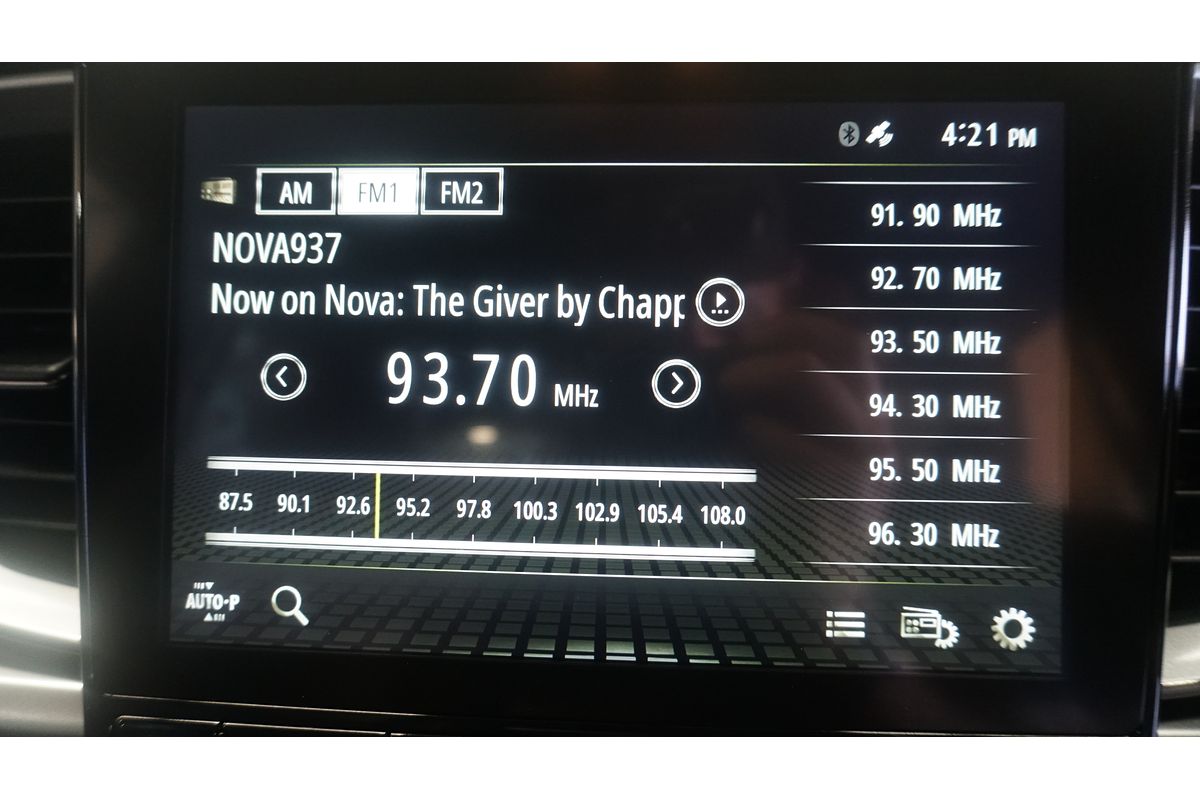 4:21 PM
AM FM1 FM2
NOVA937
Now on Nova: The Giver by Chapp
93.70 MHz
87.5 90.1 92.6 95.2 97.8 100.3 102.9 105.4 108.0
AUTO-P
91.90 MHz
92.70 MHz
93.50 MHz
94.30 MHz
95.50 MHz
96.30 MHz